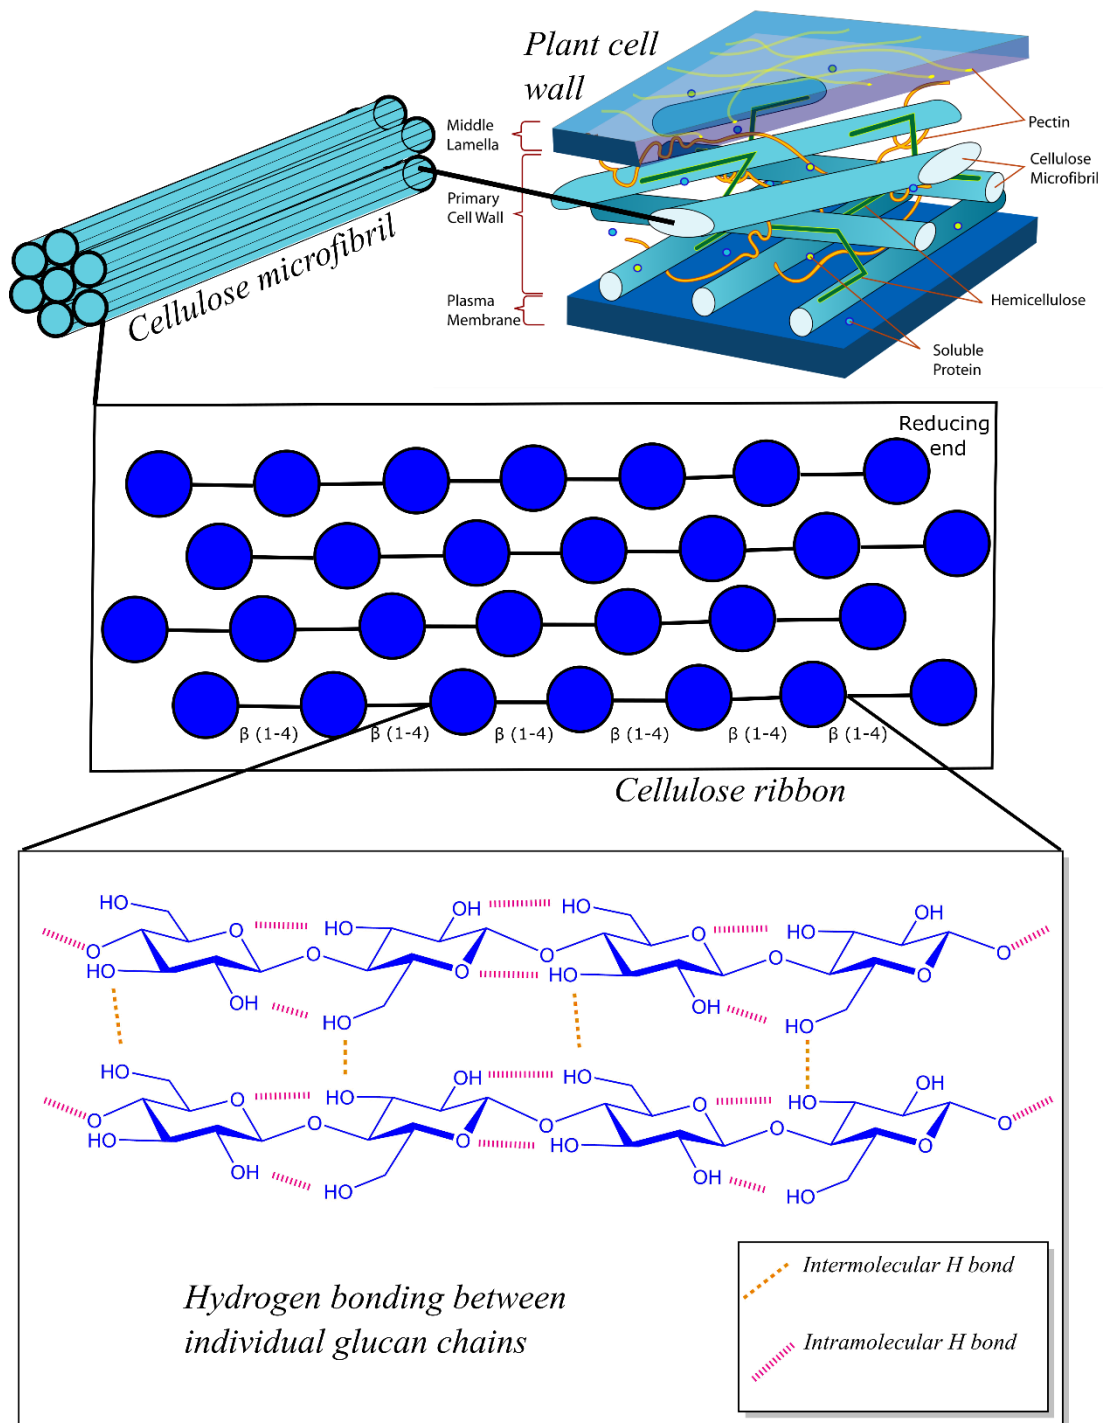 Plant cell
wall
Middle
Lamella
Primary
Cell Wall
Plasma
Membrane
Pectin
Cellulose
Microfibril
Hemicellulose
Soluble
Protein
Cellulose microfibril
Reducing
end
β (1-4) β (1-4) β (1-4) β (1-4) β (1-4) β (1-4)
Cellulose ribbon
HO HO OH HO OH
O O HO
O O O O O
HO O HO O
OH OH
HO HO
HO OH HO OH
O HO O HO
O O O O O
HO O HO O
OH OH
HO HO
Hydrogen bonding between
individual glucan chains
Intermolecular H bond
Intramolecular H bond